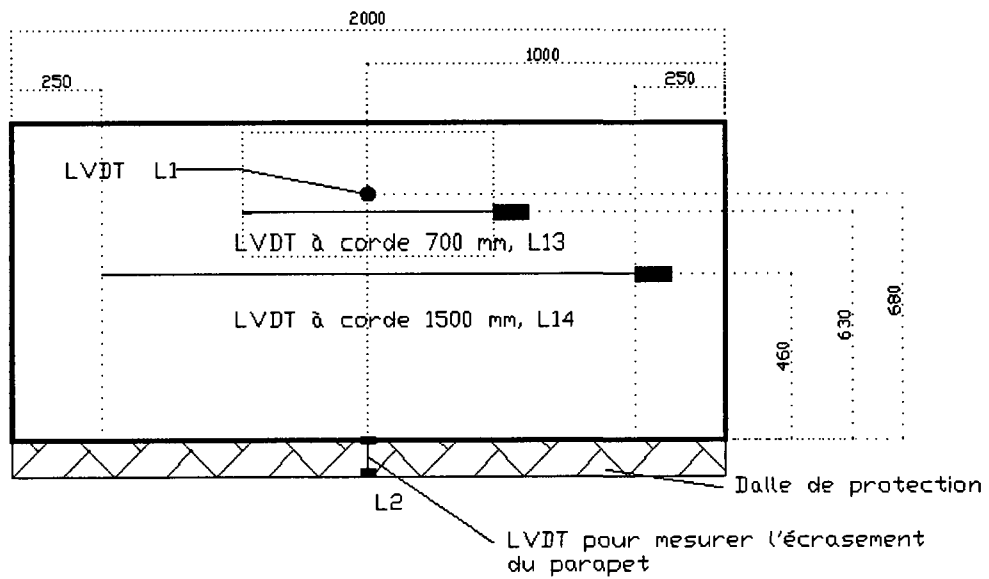 2000
1000
250
250
LVDT L1
LVDT à corde 700 mm, L13
LVDT à corde 1500 mm, L14
460
630
680
L2
Dalle de protection
LVDT pour mesurer l'écrasement
du parapet